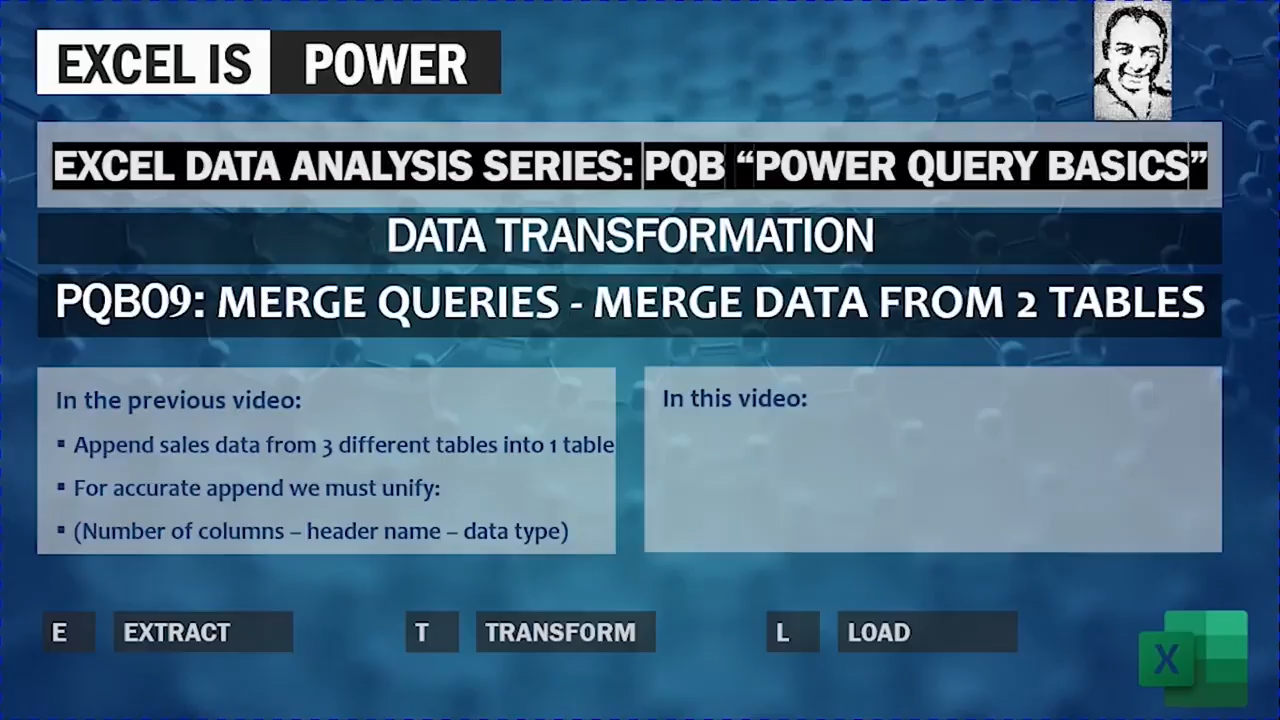 EXCEL IS POWER
EXCEL DATA ANALYSIS SERIES: PQB “POWER QUERY BASICS”
DATA TRANSFORMATION
PQB09: MERGE QUERIES - MERGE DATA FROM 2 TABLES
In the previous video:
▪ Append sales data from 3 different tables into 1 table
▪ For accurate append we must unify:
▪ (Number of columns – header name – data type)
In this video:
E EXTRACT T TRANSFORM L LOAD
X